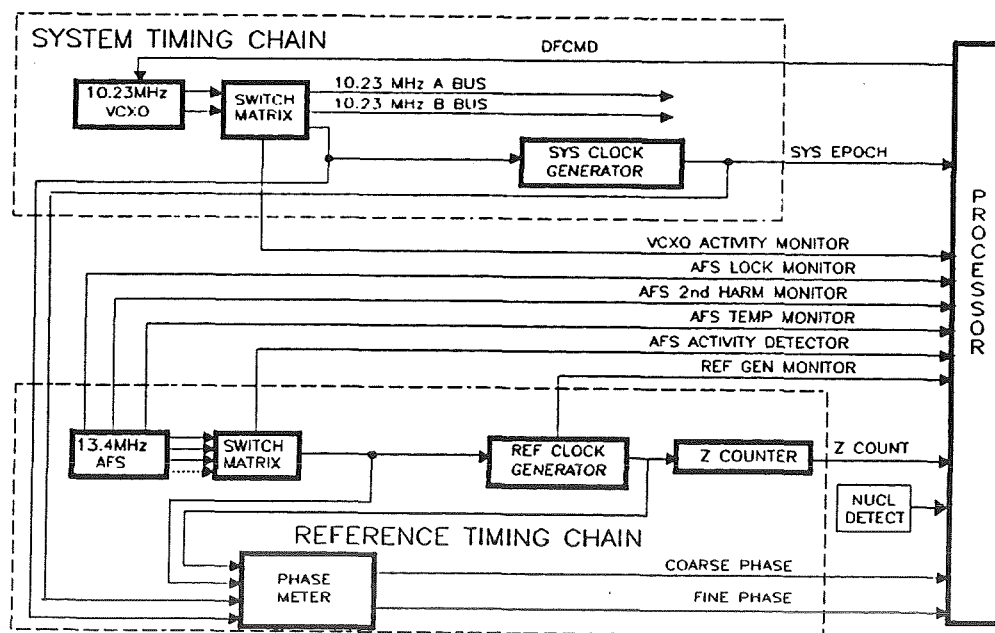 SYSTEM TIMING CHAIN
DFCMD
10.23MHz
VCXO
SWITCH
MATRIX
10.23 MHz A BUS
10.23 MHz B BUS
SYS CLOCK
GENERATOR
SYS EPOCH
PROCESSOR
VCXO ACTIVITY MONITOR
AFS LOCK MONITOR
AFS 2nd HARM MONITOR
AFS TEMP MONITOR
AFS ACTIVITY DETECTOR
REF GEN MONITOR
13.4MHz
AFS
SWITCH
MATRIX
REF CLOCK
GENERATOR
Z COUNTER
Z COUNT
NUCL
DETECT
REFERENCE TIMING CHAIN
PHASE
METER
COARSE PHASE
FINE PHASE